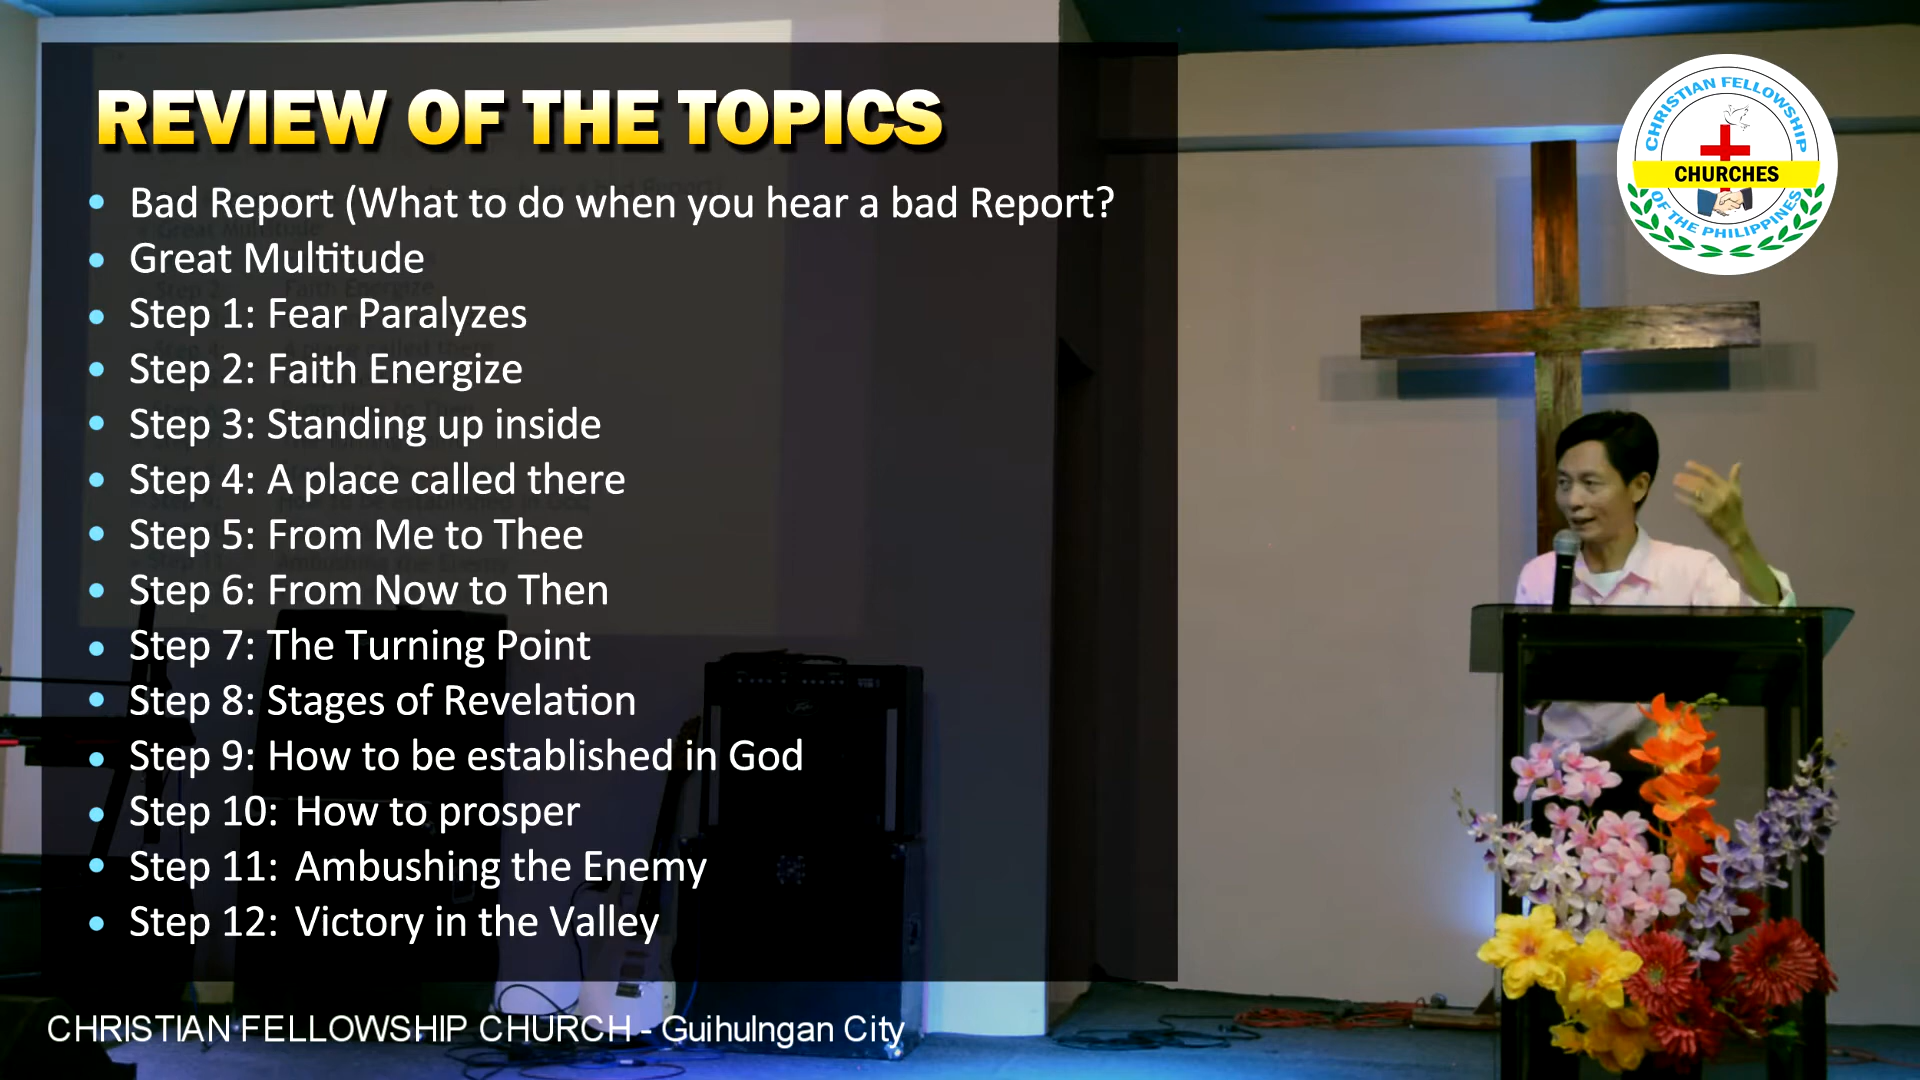 REVIEW OF THE TOPICS
• Bad Report (What to do when you hear a bad Report?
• Great Multitude
• Step 1: Fear Paralyzes
• Step 2: Faith Energize
• Step 3: Standing up inside
• Step 4: A place called there
• Step 5: From Me to Thee
• Step 6: From Now to Then
• Step 7: The Turning Point
• Step 8: Stages of Revelation
• Step 9: How to be established in God
• Step 10: How to prosper
• Step 11: Ambushing the Enemy
• Step 12: Victory in the Valley
CHRISTIAN FELLOWSHIP CHURCH - Guihulngan City
CHRISTIAN FELLOWSHIP
CHURCHES
OF THE PHILIPPINES